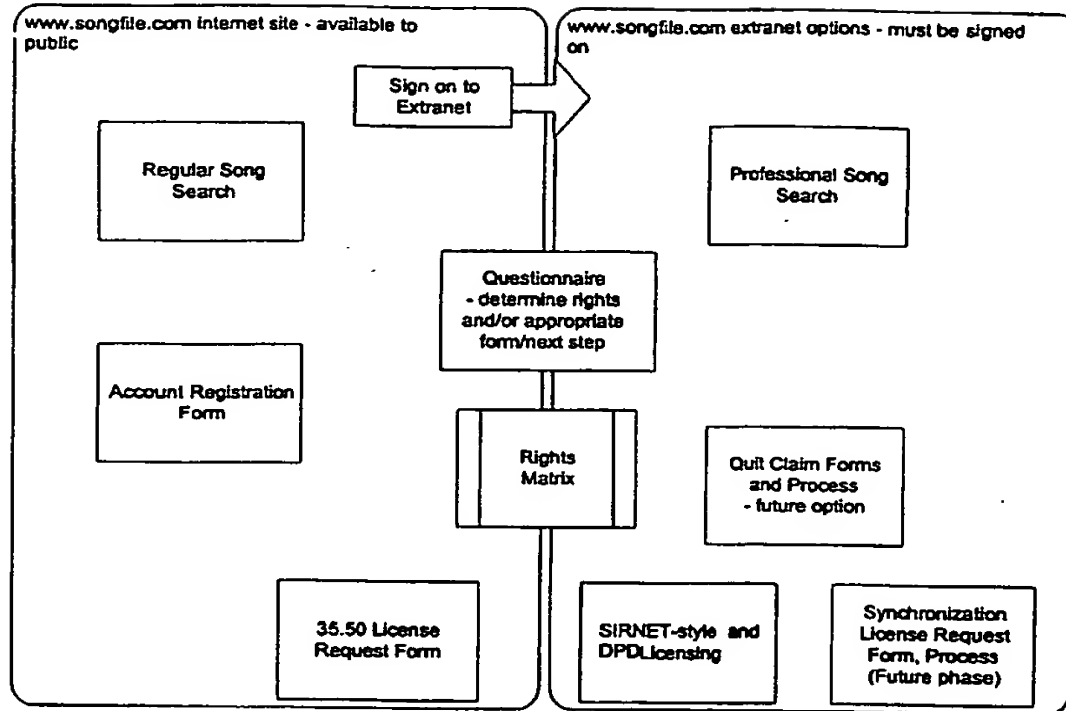 www.songfile.com internet site - available to
public
www.songfile.com extranet options - must be signed
on
Sign on to
Extranet
Regular Song
Search
Professional Song
Search
Questionnaire
- determine rights
and/or appropriate
form/next step
Account Registration
Form
Rights
Matrix
Quit Claim Forms
and Process
- future option
35.50 License
Request Form
SIRNET-style and
DPDLicensing
Synchronization
License Request
Form, Process
(Future phase)